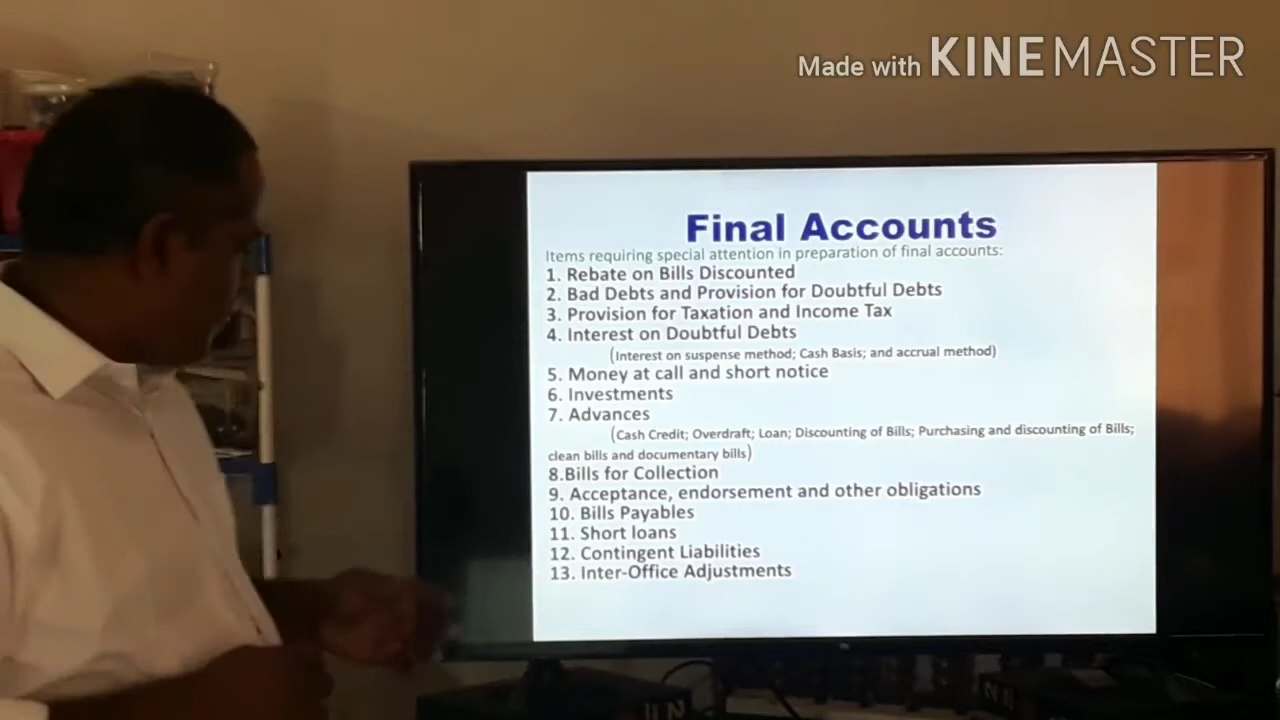 Made with KINEMASTER
Final Accounts
Items requiring special attention in preparation of final accounts:
1. Rebate on Bills Discounted
2. Bad Debts and Provision for Doubtful Debts
3. Provision for Taxation and Income Tax
4. Interest on Doubtful Debts
(Interest on suspense method; Cash Basis; and accrual method)
5. Money at call and short notice
6. Investments
7. Advances
(Cash Credit; Overdraft; Loan; Discounting of Bills; Purchasing and discounting of Bills;
clean bills and documentary bills)
8.Bills for Collection
9. Acceptance, endorsement and other obligations
10. Bills Payables
11. Short loans
12. Contingent Liabilities
13. Inter-Office Adjustments